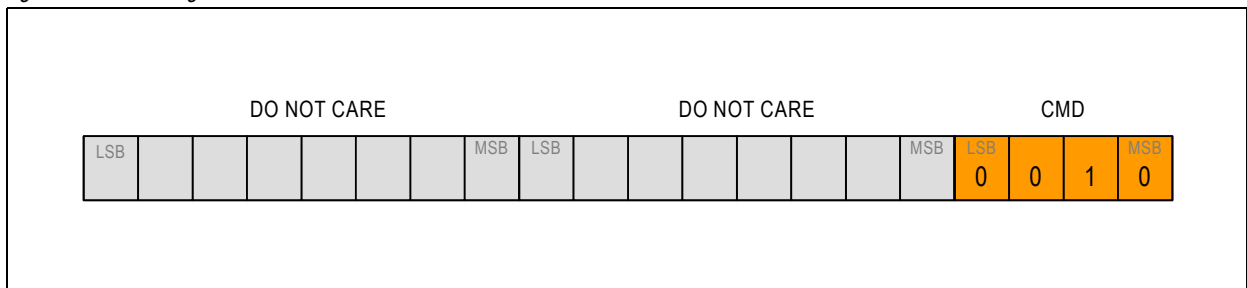 DO NOT CARE DO NOT CARE CMD
LSB MSB LSB MSB LSB MSB
0 0 1 0